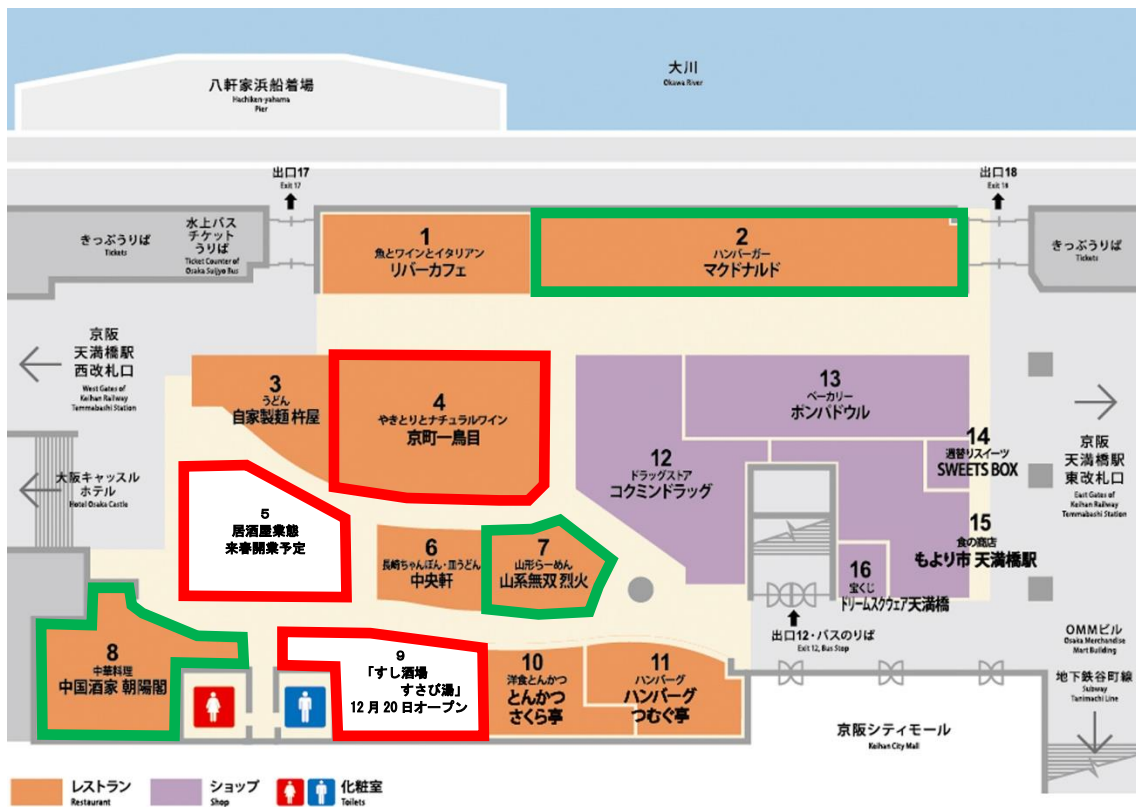 八軒家浜船着場
Hachiken-yahama
Pier
大川
Okawa River
出口17
Exit 17
出口18
Exit 18
きっぷうりば
Tickets
水上バス
チケット
うりば
Ticket Counter of
Osaka Suijyo Bus
1
魚とワインとイタリアン
リバーカフェ
2
ハンバーガー
マクドナルド
きっぷうりば
Tickets
京阪
天満橋駅
西改札口
West Gates of
Keihan Railway
Temmabashi Station
3
うどん
自家製麺 杵屋
4
やきとりとナチュラルワイン
京町一鳥目
13
ベーカリー
ポンパドウル
14
週替りスイーツ
SWEETS BOX
12
ドラッグストア
コクミンドラッグ
京阪
天満橋駅
東改札口
East Gates of
Keihan Railway
Temmabashi Station
大阪キャッスル
ホテル
Hotel Osaka Castle
5
居酒屋業態
来春開業予定
6
長崎ちゃんぽん・皿うどん
中央軒
7
山形らーめん
山系無双 烈火
15
食の商店
もより市 天満橋駅
16
宝くじ
ドリームスクウェア天満橋
出口12・バスのりば
Exit 12, Bus Stop
8
中華料理
中国酒家 朝陽閣
9
「すし酒場
すさび湯」
12月20日オープン
10
洋食とんかつ
とんかつ
さくら亭
11
ハンバーグ
ハンバーグ
つむぐ亭
OMMビル
Osaka Merchandise
Mart Building
地下鉄谷町線
Subway
Tanimachi Line
京阪シティモール
Keihan City Mall
レストラン
Restaurant
ショップ
Shop
化粧室
Toilets